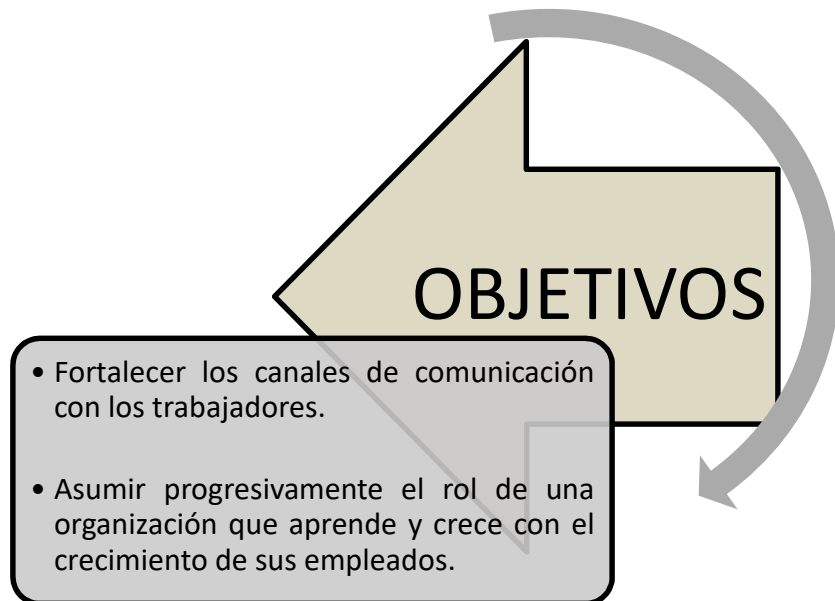 OBJETIVOS
• Fortalecer los canales de comunicación
con los trabajadores.
• Asumir progresivamente el rol de una
organización que aprende y crece con el
crecimiento de sus empleados.